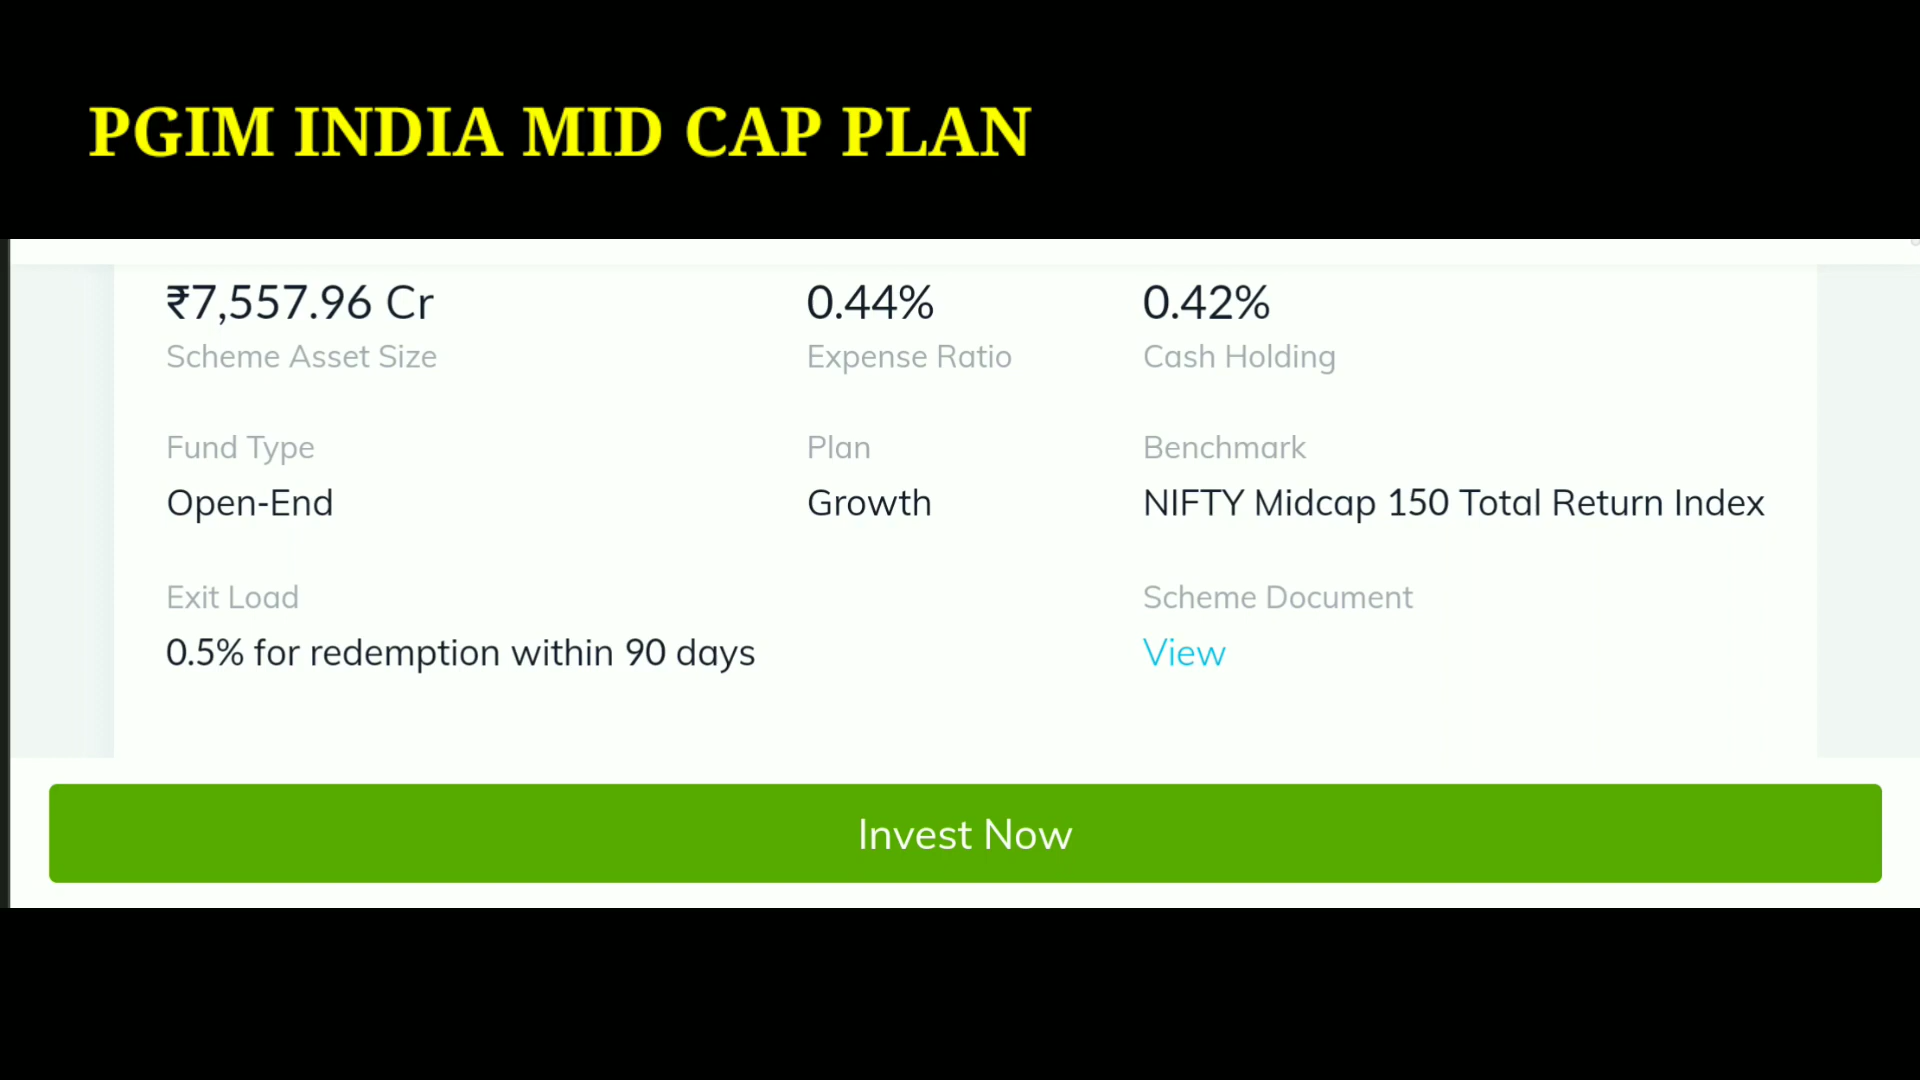 PGIM INDIA MID CAP PLAN
₹7,557.96 Cr 0.44% 0.42%
Scheme Asset Size Expense Ratio Cash Holding
Fund Type Plan Benchmark
Open-End Growth NIFTY Midcap 150 Total Return Index
Exit Load Scheme Document
0.5% for redemption within 90 days View
Invest Now